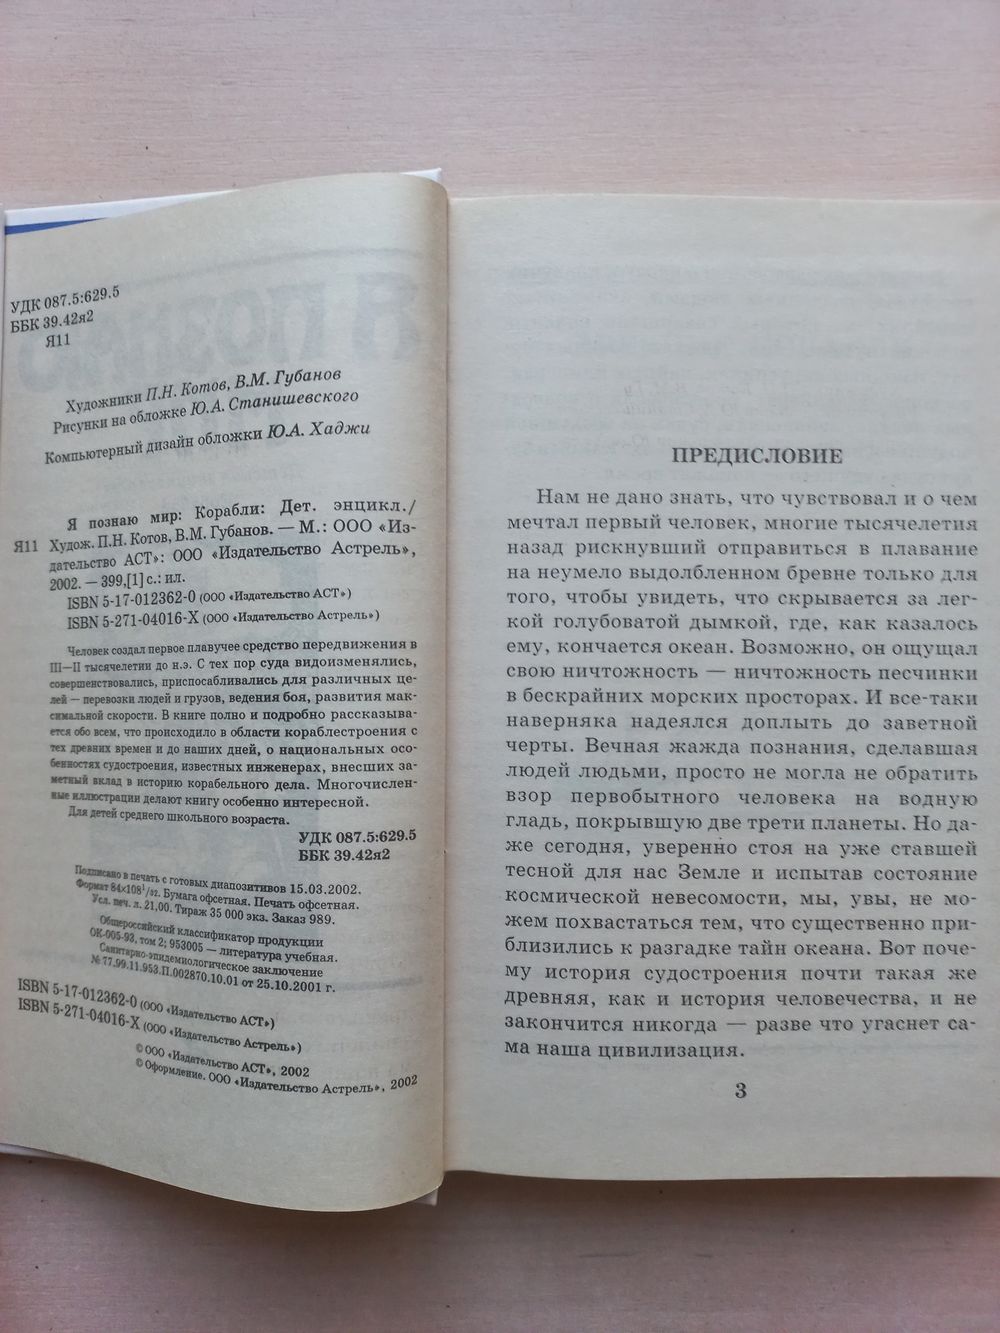 УДК 087.5:629.5
ББК 39.42я2
Я11
Художники П.Н. Котов, В.М. Губанов
Рисунки на обложке Ю.А. Станишевского
Компьютерный дизайн обложки Ю.А. Хаджи
Я познаю мир: Корабли: Дет. энцикл./
Я11 Худож. П.Н. Котов, В.М. Губанов. — М.: ООО «Из-
дательство АСТ»: ООО «Издательство Астрель»,
2002. — 399,[1] с.: ил.
ISBN 5-17-012362-0 (ООО «Издательство АСТ»)
ISBN 5-271-04016-X (ООО «Издательство Астрель»)
Человек создал первое плавучее средство передвижения в
III—II тысячелетии до н.э. С тех пор суда видоизменялись,
совершенствовались, приспосабливались для различных це-
лей — перевозки людей и грузов, ведения боя, развития мак-
симальной скорости. В книге полно и подробно рассказыва-
ется обо всем, что происходило в области кораблестроения с
тех древних времен и до наших дней, о национальных осо-
бенностях судостроения, известных инженерах, внесших за-
метный вклад в историю корабельного дела. Многочислен-
ные иллюстрации делают книгу особенно интересной.
Для детей среднего школьного возраста.
УДК 087.5:629.5
ББК 39.42я2
Подписано в печать с готовых диапозитивов 15.03.2002.
Формат 84×108¹/₃₂. Бумага офсетная. Печать офсетная.
Усл. печ. л. 21,00. Тираж 35 000 экз. Заказ 989.
Общероссийский классификатор продукции
ОК-005-93, том 2; 953005 — литература учебная.
Санитарно-эпидемиологическое заключение
№ 77.99.11.953.П.002870.10.01 от 25.10.2001 г.
ISBN 5-17-012362-0 (ООО «Издательство АСТ»)
ISBN 5-271-04016-X (ООО «Издательство Астрель»)
© ООО «Издательство АСТ», 2002
© Оформление. ООО «Издательство Астрель», 2002
ПРЕДИСЛОВИЕ
Нам не дано знать, что чувствовал и о чем
мечтал первый человек, многие тысячелетия
назад рискнувший отправиться в плавание
на неумело выдолбленном бревне только для
того, чтобы увидеть, что скрывается за лег-
кой голубоватой дымкой, где, как казалось
ему, кончается океан. Возможно, он ощущал
свою ничтожность — ничтожность песчинки
в бескрайних морских просторах. И все-таки
наверняка надеялся доплыть до заветной
черты. Вечная жажда познания, сделавшая
людей людьми, просто не могла не обратить
взор первобытного человека на водную
гладь, покрывшую две трети планеты. Но да-
же сегодня, уверенно стоя на уже ставшей
тесной для нас Земле и испытав состояние
космической невесомости, мы, увы, не мо-
жем похвастаться тем, что существенно при-
близились к разгадке тайн океана. Вот поче-
му история судостроения почти такая же
древняя, как и история человечества, и не
закончится никогда — разве что угаснет са-
ма наша цивилизация.
3